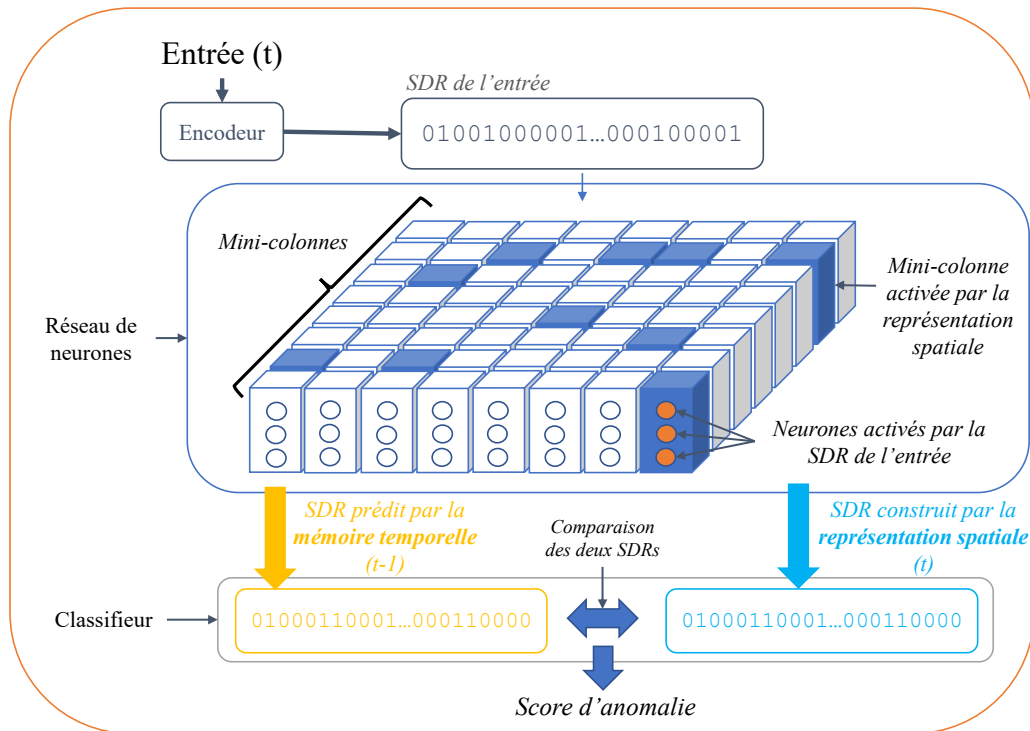 Entrée (t)
SDR de l'entrée
Encodeur
01001000001…000100001
Mini-colonnes
Mini-colonne
activée par la
représentation
spatiale
Réseau de
neurones
Neurones activés par la
SDR de l'entrée
SDR prédit par la
mémoire temporelle
(t-1)
Comparaison
des deux SDRs
SDR construit par la
représentation spatiale
(t)
Classifieur
01000110001…000110000
01000110001…000110000
Score d'anomalie